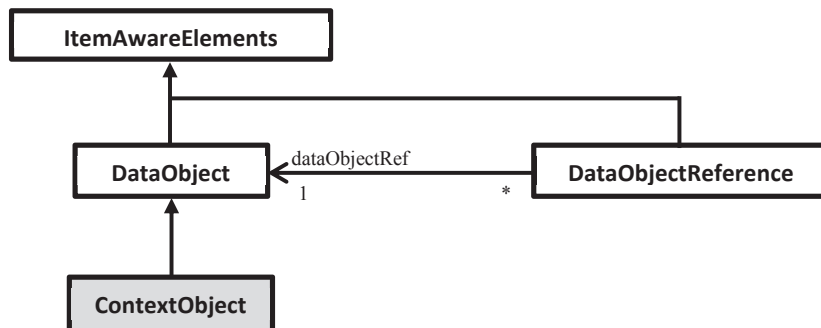 ItemAwareElements
dataObjectRef
DataObject
DataObjectReference
1
*
ContextObject